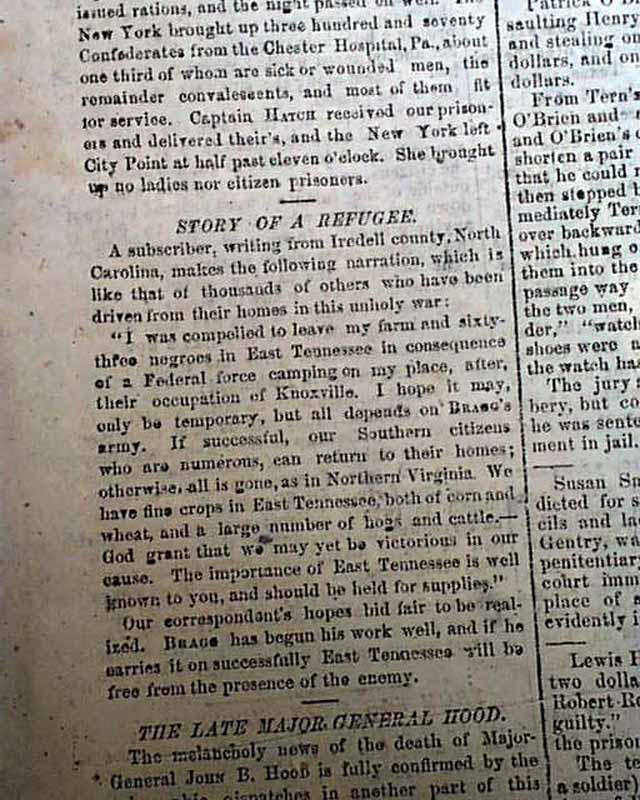 issued rations, and the night passed on well. The
New York brought up three hundred and seventy
Confederates from the Chester Hospital, Pa., about
one third of whom are sick or wounded men, the
remainder convalescents, and most of them fit
for service. Captain HATCH received our prison-
ers and delivered their's, and the New York left
City Point at half past eleven o'clock. She brought
up no ladies nor citizen prisoners.
STORY OF A REFUGEE.
A subscriber, writing from Iredell county, North
Carolina, makes the following narration, which is
like that of thousands of others who have been
driven from their homes in this unholy war:
"I was compelled to leave my farm and sixty-
three negroes in East Tennessee in consequence
of a Federal force camping on my place, after
their occupation of Knoxville. I hope it may,
only be temporary, but all depends on BRAGG'S
army. If successful, our Southern citizens
who are numerous, can return to their homes;
otherwise, all is gone, as in Northern Virginia. We
have fine crops in East Tennessee, both of corn and
wheat, and a large number of hogs and cattle.—
God grant that we may yet be victorious in our
cause. The importance of East Tennessee is well
known to you, and should be held for supplies."
Our correspondent's hopes bid fair to be real-
ized. BRAGG has begun his work well, and if he
carries it on successfully East Tennessee will be
free from the presence of the enemy.
THE LATE MAJOR GENERAL HOOD.
The melancholy news of the death of Major-
General JOHN B. HOOD is fully confirmed by the
dispatches in another part of this
Patrick
saulting Henry
and stealing
dollars, and on
dollars.
From Tern's
O'Brien and
and O'Brien's
shorten a pair
that he could
then stepped
mediately
over backward
which hung
them into the
passage way
the two men,
der," "watch
shoes were
the watch
The jury
bery, but
he was
ment in jail.
Susan
dicted for
cils and
Gentry,
penitentiary
court
place of
evidently
Lewis
two
Robert
guilty."
the
The
a soldier